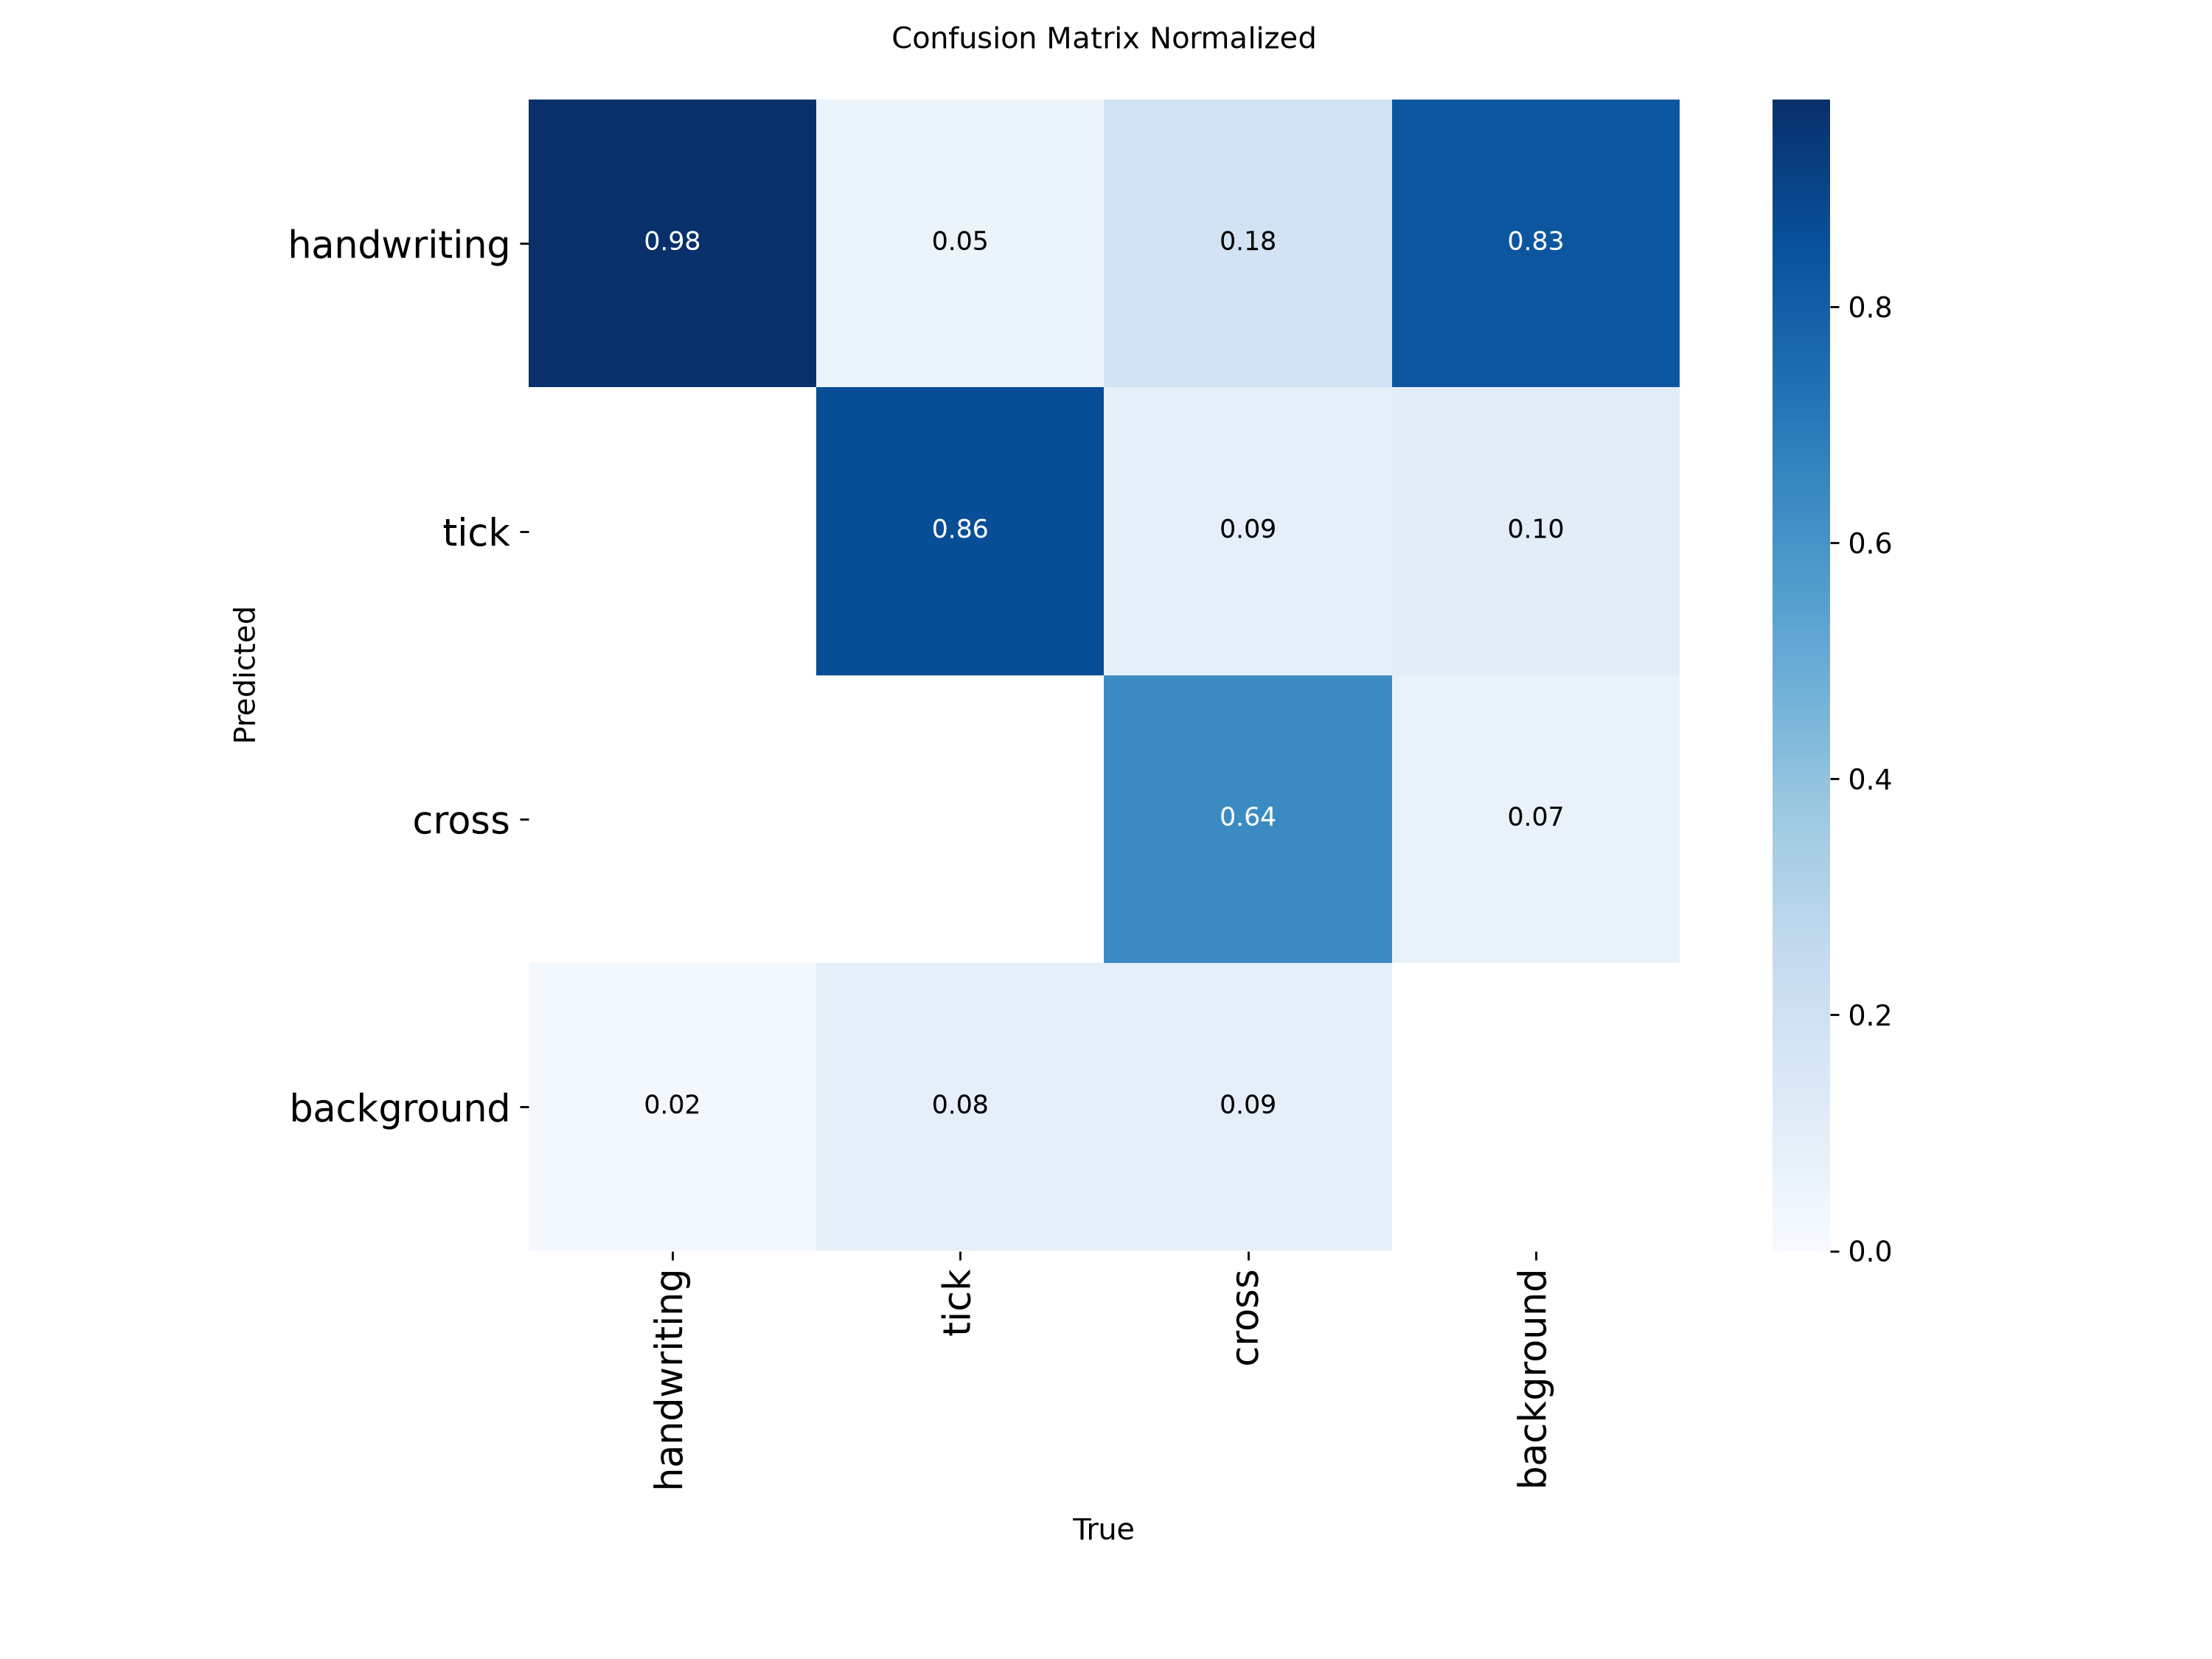 Confusion Matrix Normalized
handwriting 0.98 0.05 0.18 0.83
tick 0.86 0.09 0.10
cross 0.64 0.07
background 0.02 0.08 0.09
Predicted
handwriting tick cross background
True
0.8
0.6
0.4
0.2
0.0